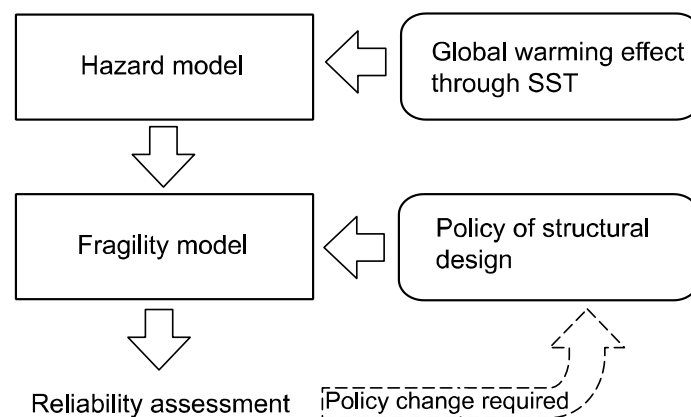 Hazard model
Global warming effect
through SST
Fragility model
Policy of structural
design
Reliability assessment
Policy change required